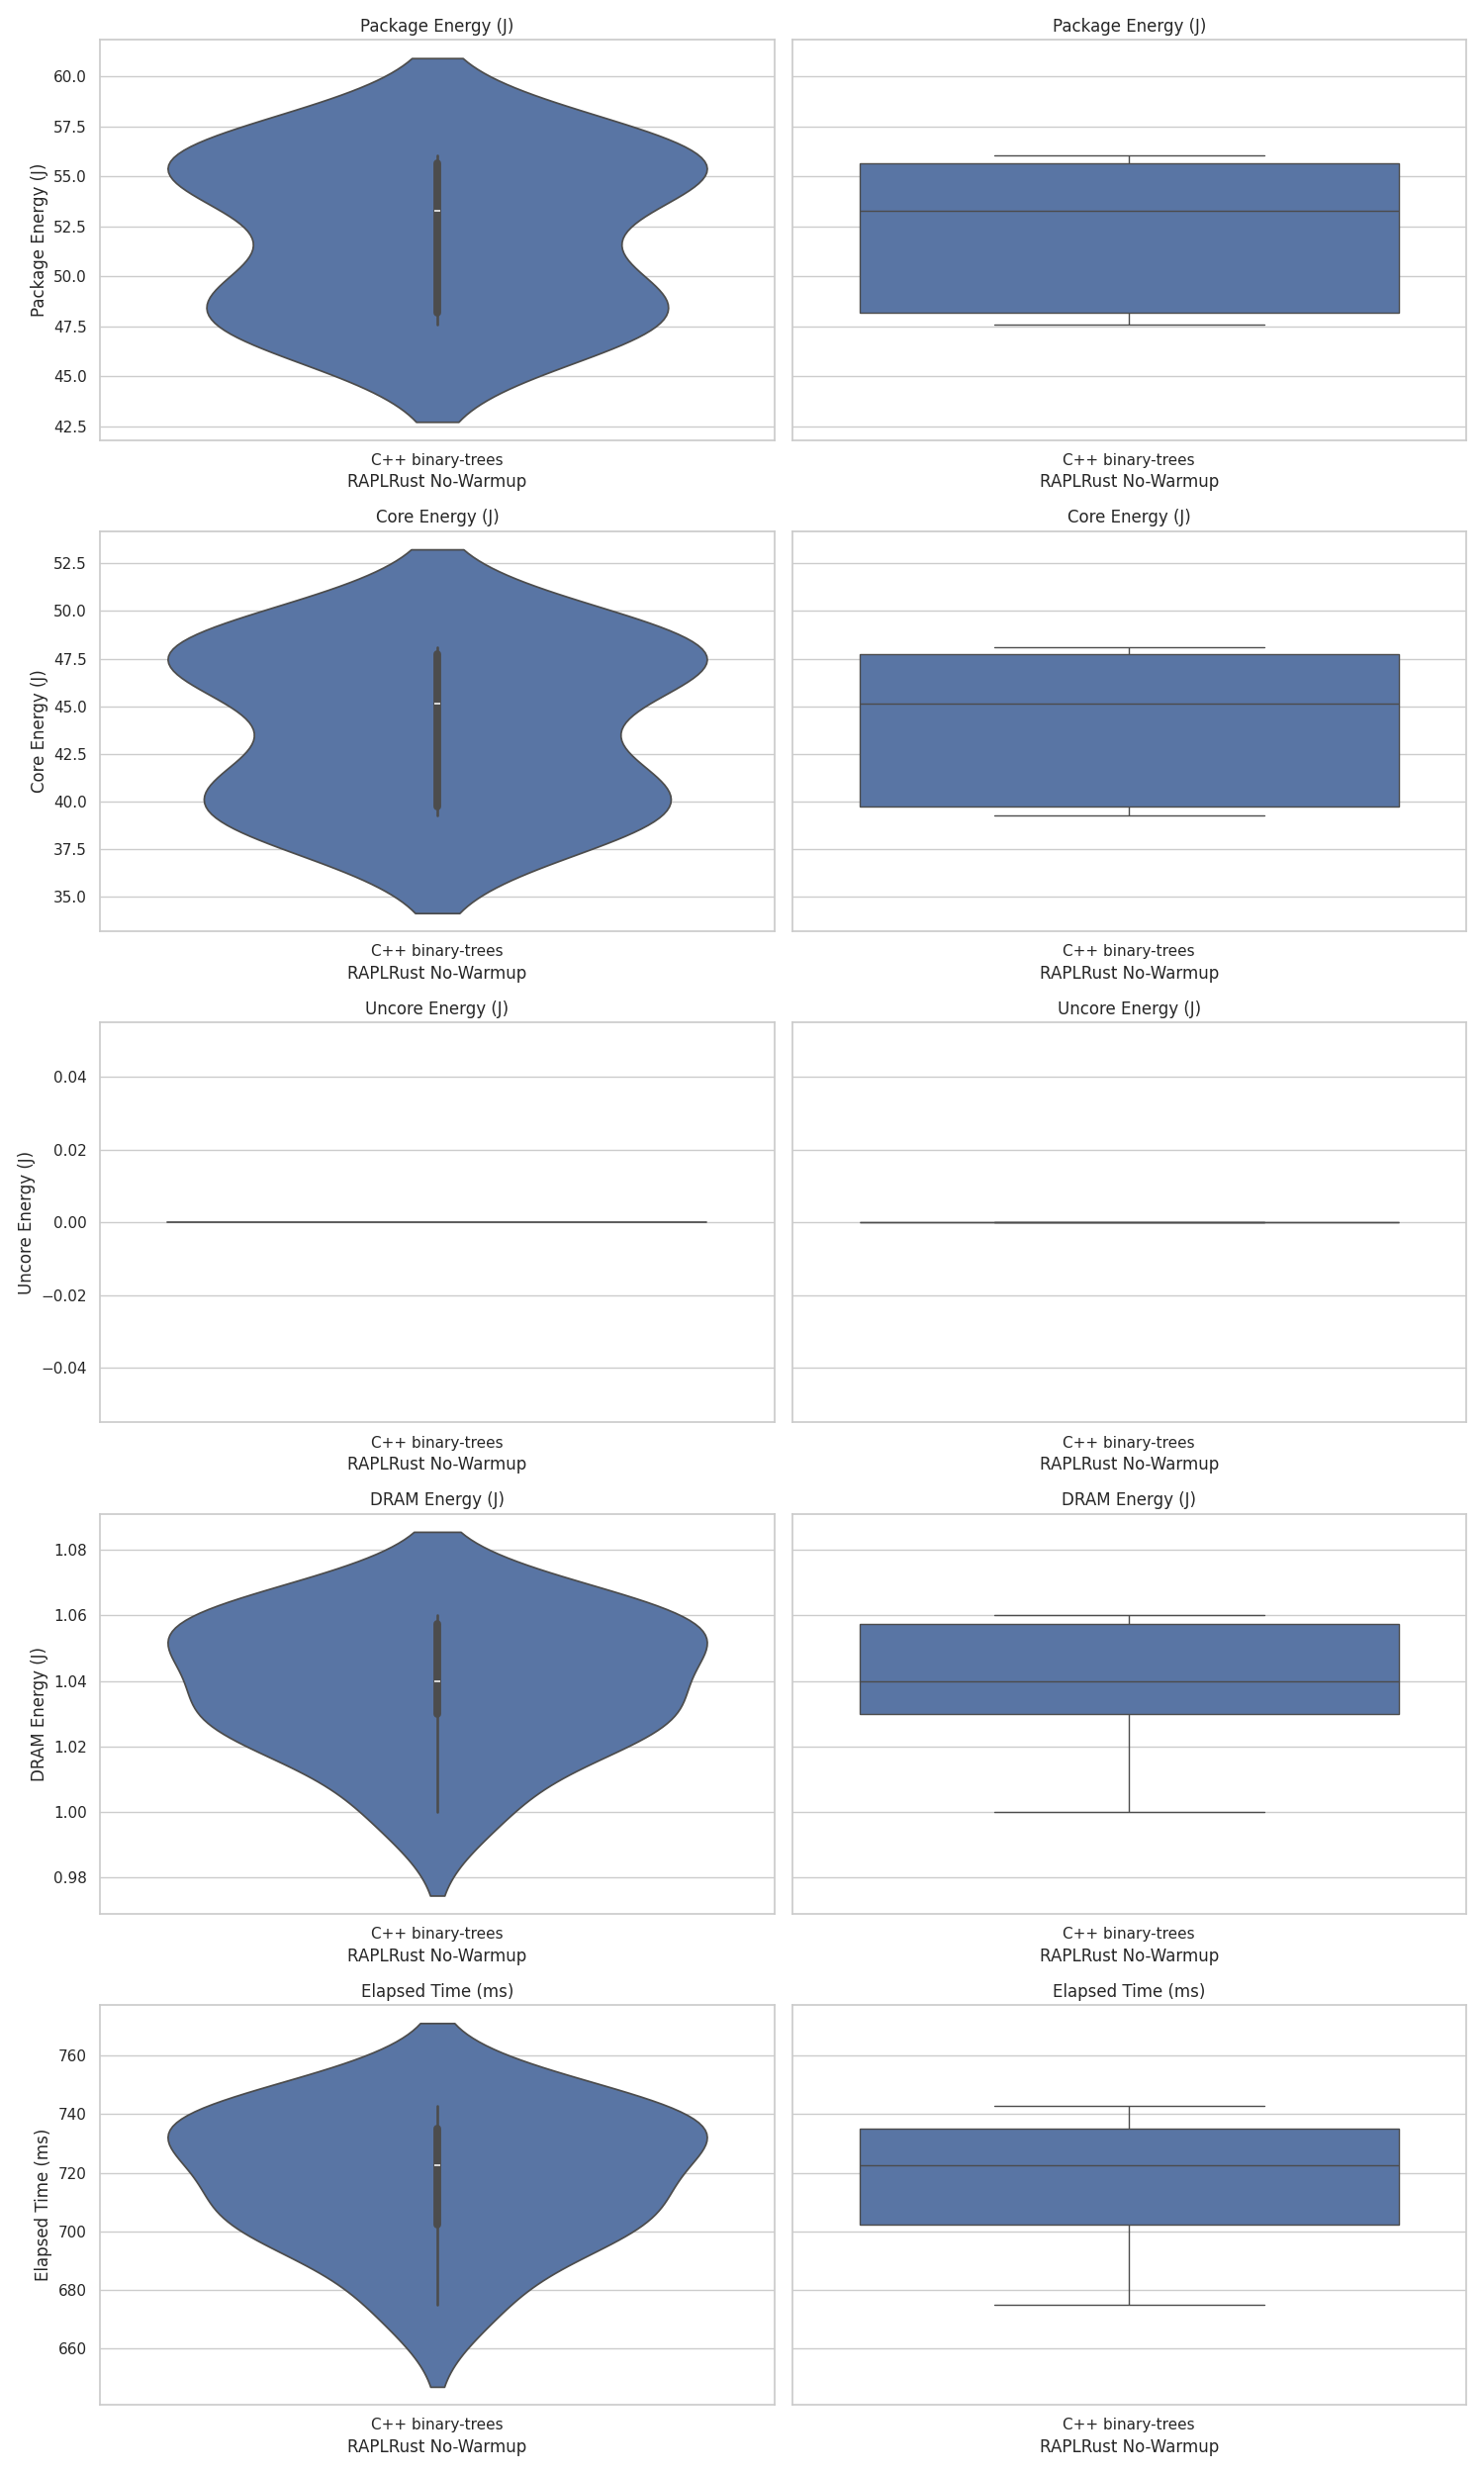 Package Energy (J)
Package Energy (J)
Package Energy (J)
60.0
57.5
55.0
52.5
50.0
47.5
45.0
42.5
C++ binary-trees
RAPLRust No-Warmup
C++ binary-trees
RAPLRust No-Warmup
Core Energy (J)
Core Energy (J)
Core Energy (J)
52.5
50.0
47.5
45.0
42.5
40.0
37.5
35.0
C++ binary-trees
RAPLRust No-Warmup
C++ binary-trees
RAPLRust No-Warmup
Uncore Energy (J)
Uncore Energy (J)
Uncore Energy (J)
0.04
0.02
0.00
−0.02
−0.04
C++ binary-trees
RAPLRust No-Warmup
C++ binary-trees
RAPLRust No-Warmup
DRAM Energy (J)
DRAM Energy (J)
DRAM Energy (J)
1.08
1.06
1.04
1.02
1.00
0.98
C++ binary-trees
RAPLRust No-Warmup
C++ binary-trees
RAPLRust No-Warmup
Elapsed Time (ms)
Elapsed Time (ms)
Elapsed Time (ms)
760
740
720
700
680
660
C++ binary-trees
RAPLRust No-Warmup
C++ binary-trees
RAPLRust No-Warmup